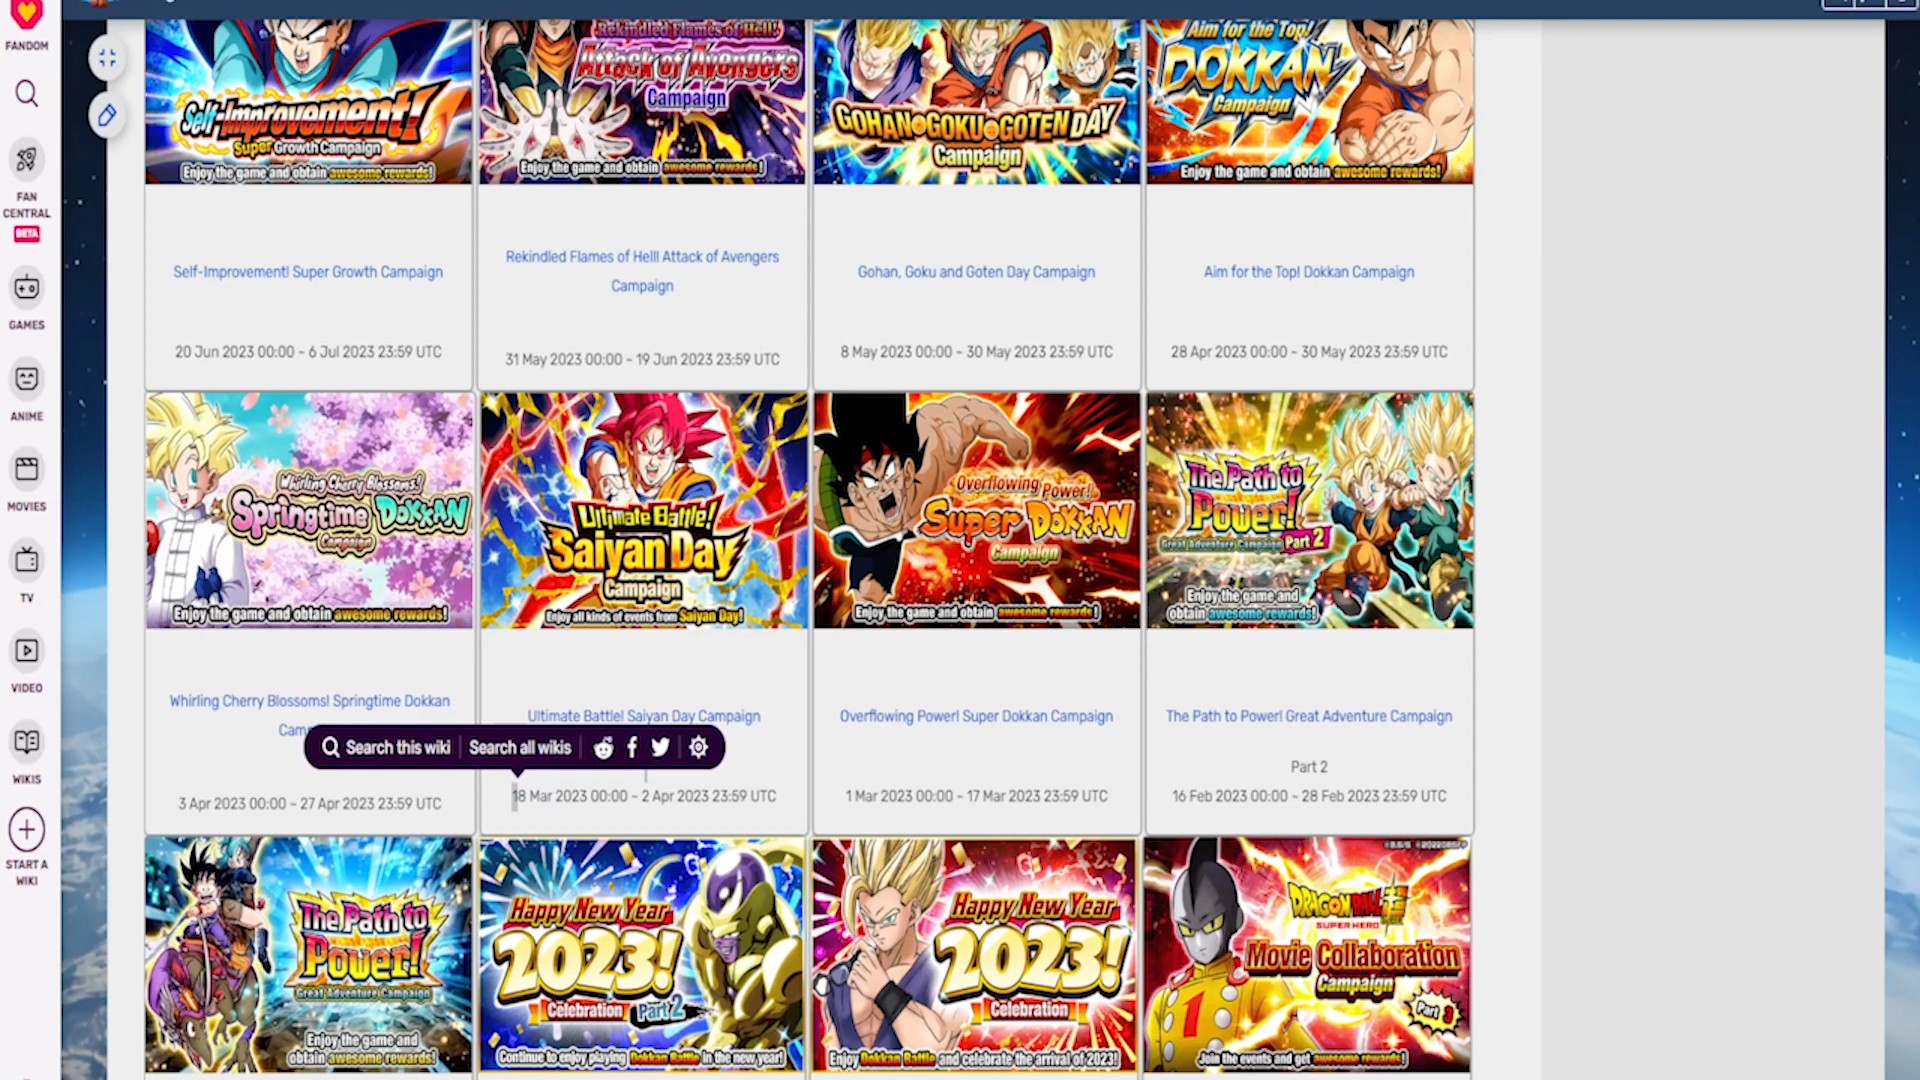 FANDOM
FAN
CENTRAL
BETA
GAMES
ANIME
MOVIES
TV
VIDEO
WIKIS
START A
WIKI
Self-Improvement!
Super Growth Campaign
Enjoy the game and obtain awesome rewards!
Rekindled Flames of Hell!
Attack of Avengers
Campaign
Enjoy the game and obtain awesome rewards!
GOHAN GOKU GOTEN DAY
Campaign
Aim for the Top!
DOKKAN
Campaign
Enjoy the game and obtain awesome rewards!
Self-Improvement! Super Growth Campaign
20 Jun 2023 00:00 ~ 6 Jul 2023 23:59 UTC
Rekindled Flames of Hell! Attack of Avengers
Campaign
31 May 2023 00:00 ~ 19 Jun 2023 23:59 UTC
Gohan, Goku and Goten Day Campaign
8 May 2023 00:00 ~ 30 May 2023 23:59 UTC
Aim for the Top! Dokkan Campaign
28 Apr 2023 00:00 ~ 30 May 2023 23:59 UTC
Whirling Cherry Blossoms!
Springtime DOKKAN
Campaign
Enjoy the game and obtain awesome rewards!
Ultimate Battle!
Saiyan Day
Campaign
Enjoy all kinds of events from Saiyan Day!
Overflowing Power!
Super DOKKAN
Campaign
Enjoy the game and obtain awesome rewards!
The Path to
Power!
Great Adventure Campaign Part 2
Enjoy the game and
obtain awesome rewards!
Whirling Cherry Blossoms! Springtime Dokkan
Camp
3 Apr 2023 00:00 ~ 27 Apr 2023 23:59 UTC
Ultimate Battle! Saiyan Day Campaign
Search this wiki
Search all wikis
18 Mar 2023 00:00 ~ 2 Apr 2023 23:59 UTC
Overflowing Power! Super Dokkan Campaign
1 Mar 2023 00:00 ~ 17 Mar 2023 23:59 UTC
The Path to Power! Great Adventure Campaign
Part 2
16 Feb 2023 00:00 ~ 28 Feb 2023 23:59 UTC
The Path to
Power!
Great Adventure Campaign
Enjoy the game and
obtain awesome rewards!
Happy New Year
2023!
Celebration Part 2
Continue to enjoy playing Dokkan Battle in the new year!
Happy New Year
2023!
Celebration
Enjoy Dokkan Battle and celebrate the arrival of 2023!
DRAGON BALL
SUPER HERO
Movie Collaboration
Campaign
Part 3
1
Join the events and get awesome rewards!